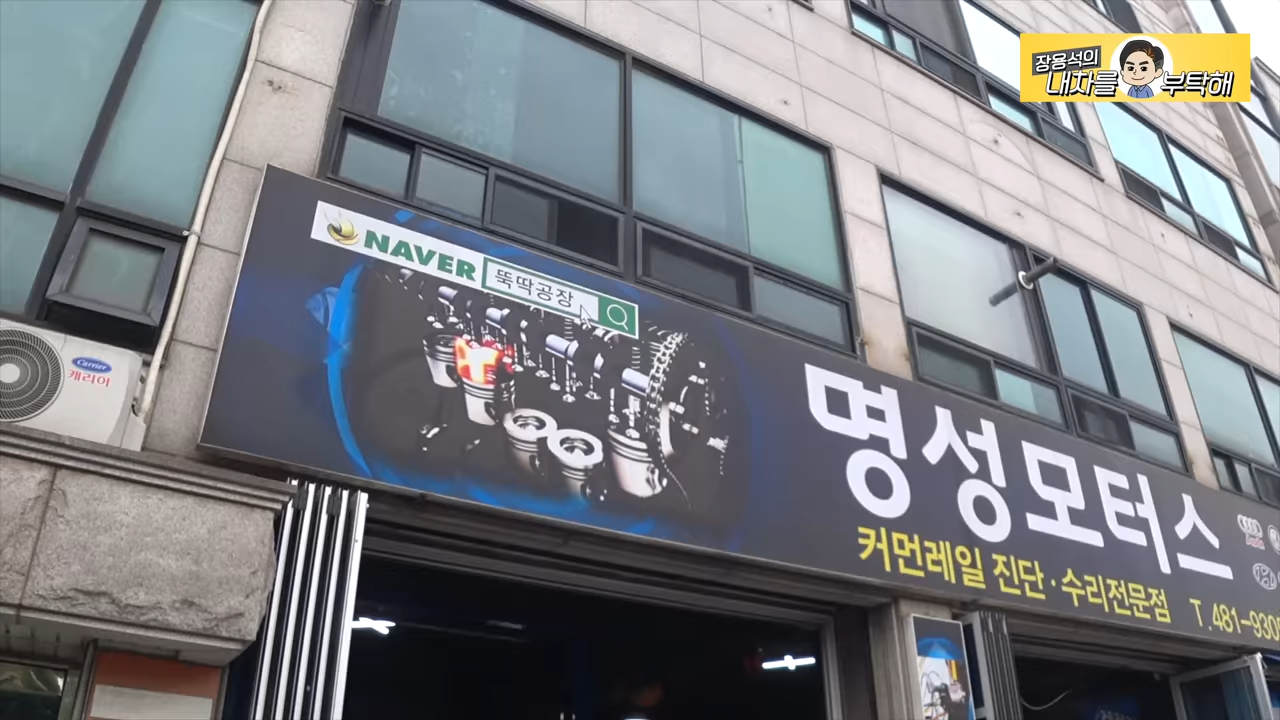 장용석의
내차를 부탁해
NAVER 뚝딱공장
Carrier
캐리어
명성모터스
Audi
커먼레일 진단·수리전문점 T.481-930